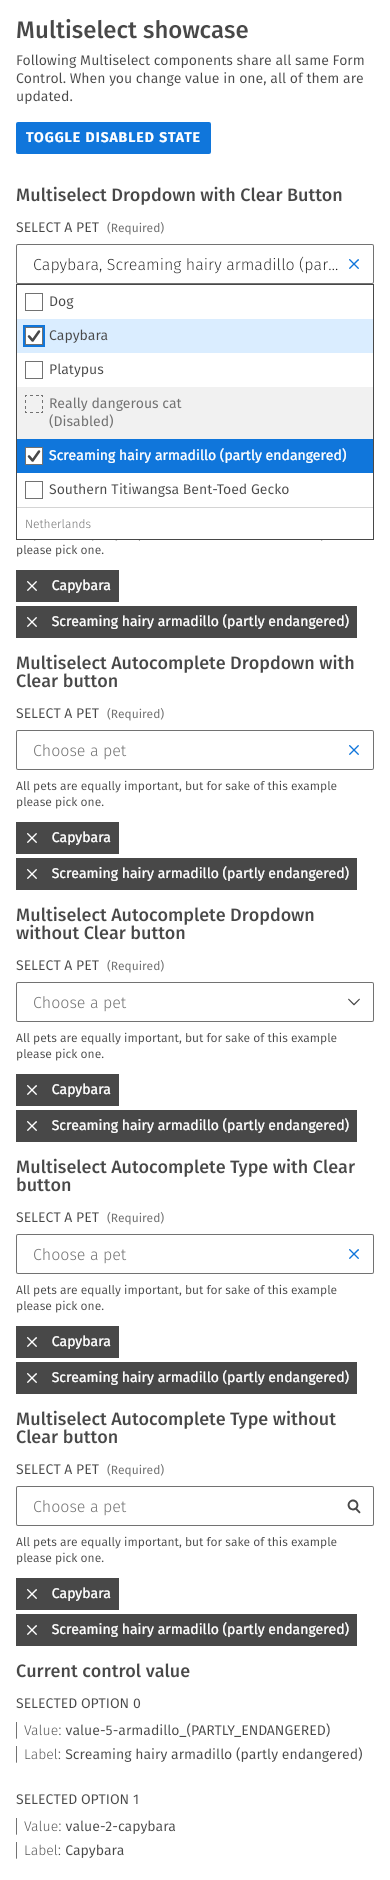 Multiselect showcase
Following Multiselect components share all same Form
Control. When you change value in one, all of them are
updated.
TOGGLE DISABLED STATE
Multiselect Dropdown with Clear Button
SELECT A PET (Required)
Capybara, Screaming hairy armadillo (par...
Dog
Capybara
Platypus
Really dangerous cat
(Disabled)
Screaming hairy armadillo (partly endangered)
Southern Titiwangsa Bent-Toed Gecko
Netherlands
please pick one.
Capybara
Screaming hairy armadillo (partly endangered)
Multiselect Autocomplete Dropdown with
Clear button
SELECT A PET (Required)
Choose a pet
All pets are equally important, but for sake of this example
please pick one.
Capybara
Screaming hairy armadillo (partly endangered)
Multiselect Autocomplete Dropdown
without Clear button
SELECT A PET (Required)
Choose a pet
All pets are equally important, but for sake of this example
please pick one.
Capybara
Screaming hairy armadillo (partly endangered)
Multiselect Autocomplete Type with Clear
button
SELECT A PET (Required)
Choose a pet
All pets are equally important, but for sake of this example
please pick one.
Capybara
Screaming hairy armadillo (partly endangered)
Multiselect Autocomplete Type without
Clear button
SELECT A PET (Required)
Choose a pet
All pets are equally important, but for sake of this example
please pick one.
Capybara
Screaming hairy armadillo (partly endangered)
Current control value
SELECTED OPTION 0
Value: value-5-armadillo_(PARTLY_ENDANGERED)
Label: Screaming hairy armadillo (partly endangered)
SELECTED OPTION 1
Value: value-2-capybara
Label: Capybara